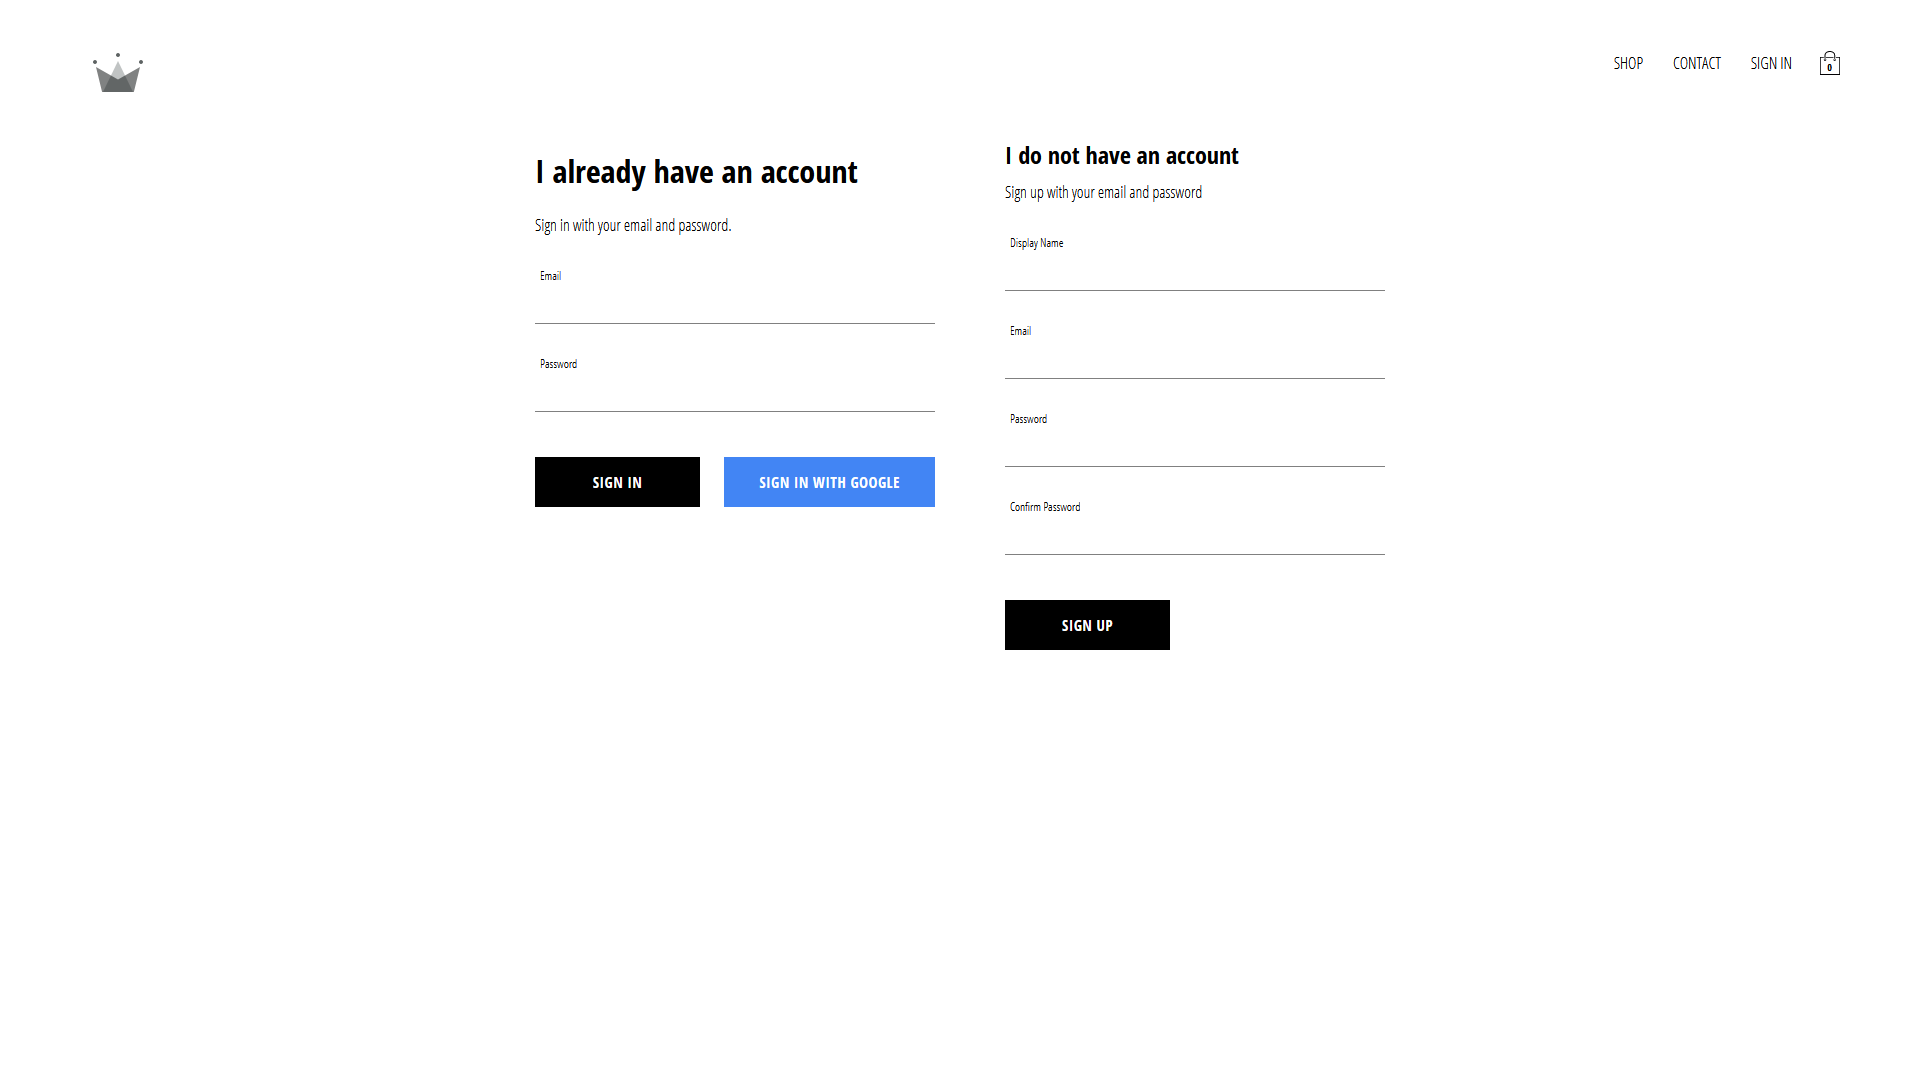 SHOP
CONTACT
SIGN IN
0
I already have an account
Sign in with your email and password.
Email
Password
SIGN IN
SIGN IN WITH GOOGLE
I do not have an account
Sign up with your email and password
Display Name
Email
Password
Confirm Password
SIGN UP